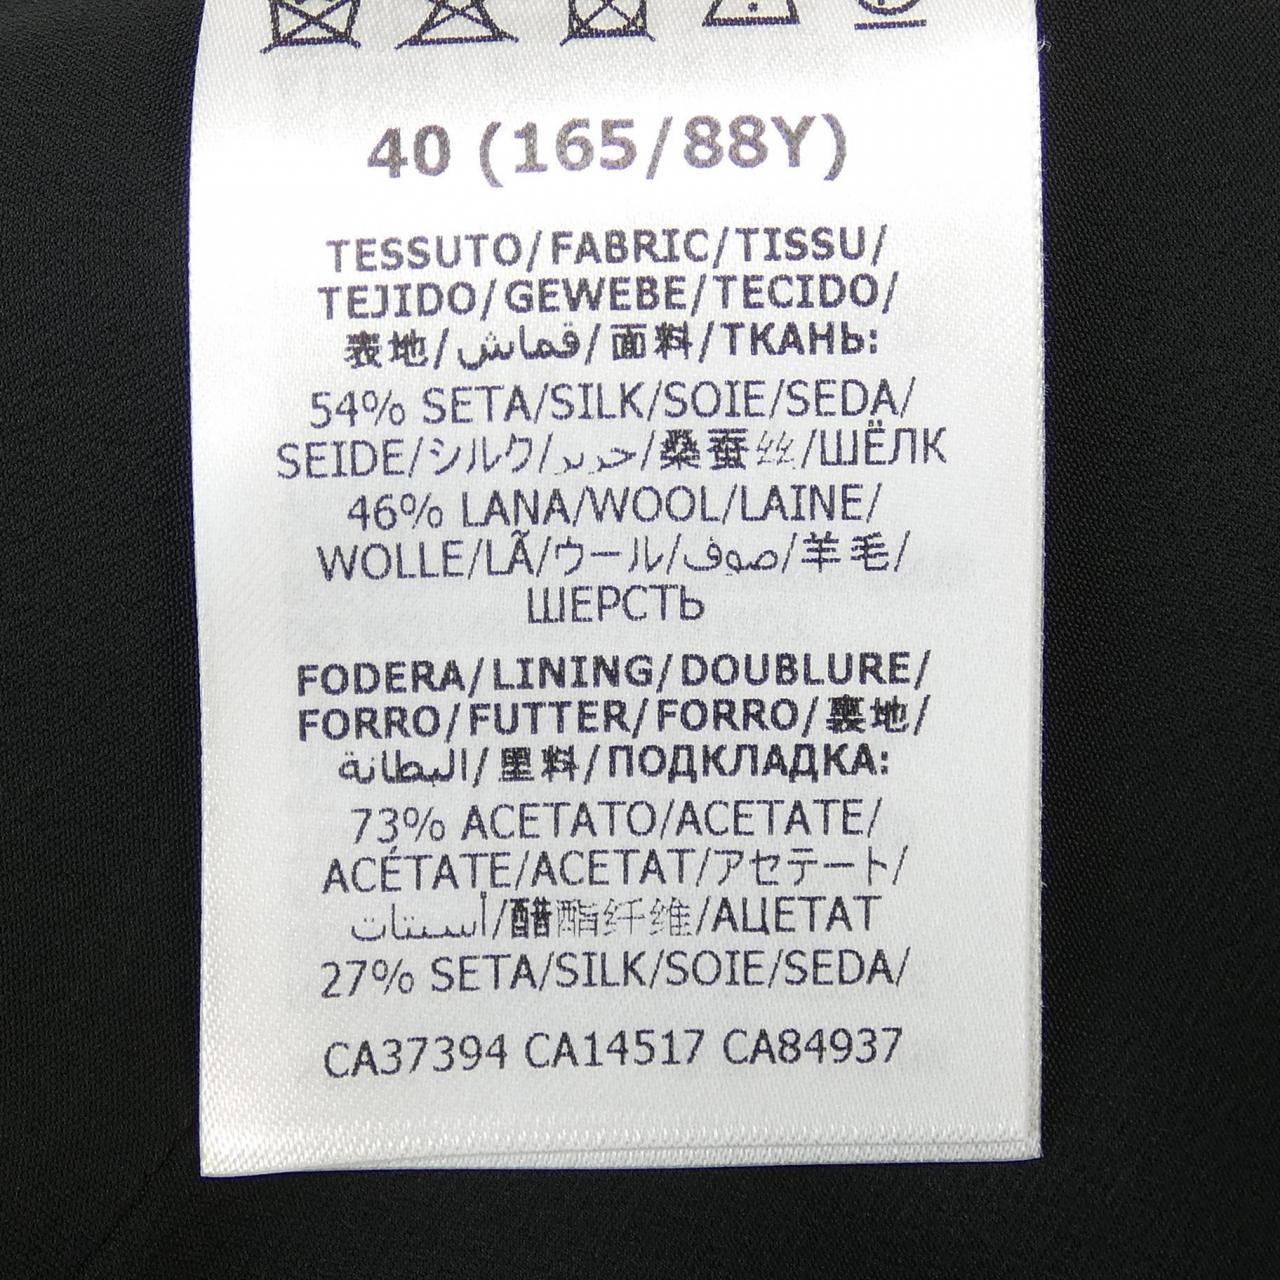 40 (165/88Y)
TESSUTO/FABRIC/TISSU/
TEJIDO/GEWEBE/TECIDO/
表地/قماش/面料/ТКАНЬ:
54% SETA/SILK/SOIE/SEDA/
SEIDE/シルク/حرير/桑蚕丝/ШЁЛК
46% LANA/WOOL/LAINE/
WOLLE/LÃ/ウール/صوف/羊毛/
ШЕРСТЬ
FODERA/LINING/DOUBLURE/
FORRO/FUTTER/FORRO/裏地/
البطانة/里料/ПОДКЛАДКА:
73% ACETATO/ACETATE/
ACÉTATE/ACETAT/アセテート/
أستتات/醋酯纤维/АЦЕТАТ
27% SETA/SILK/SOIE/SEDA/
CA37394 CA14517 CA84937